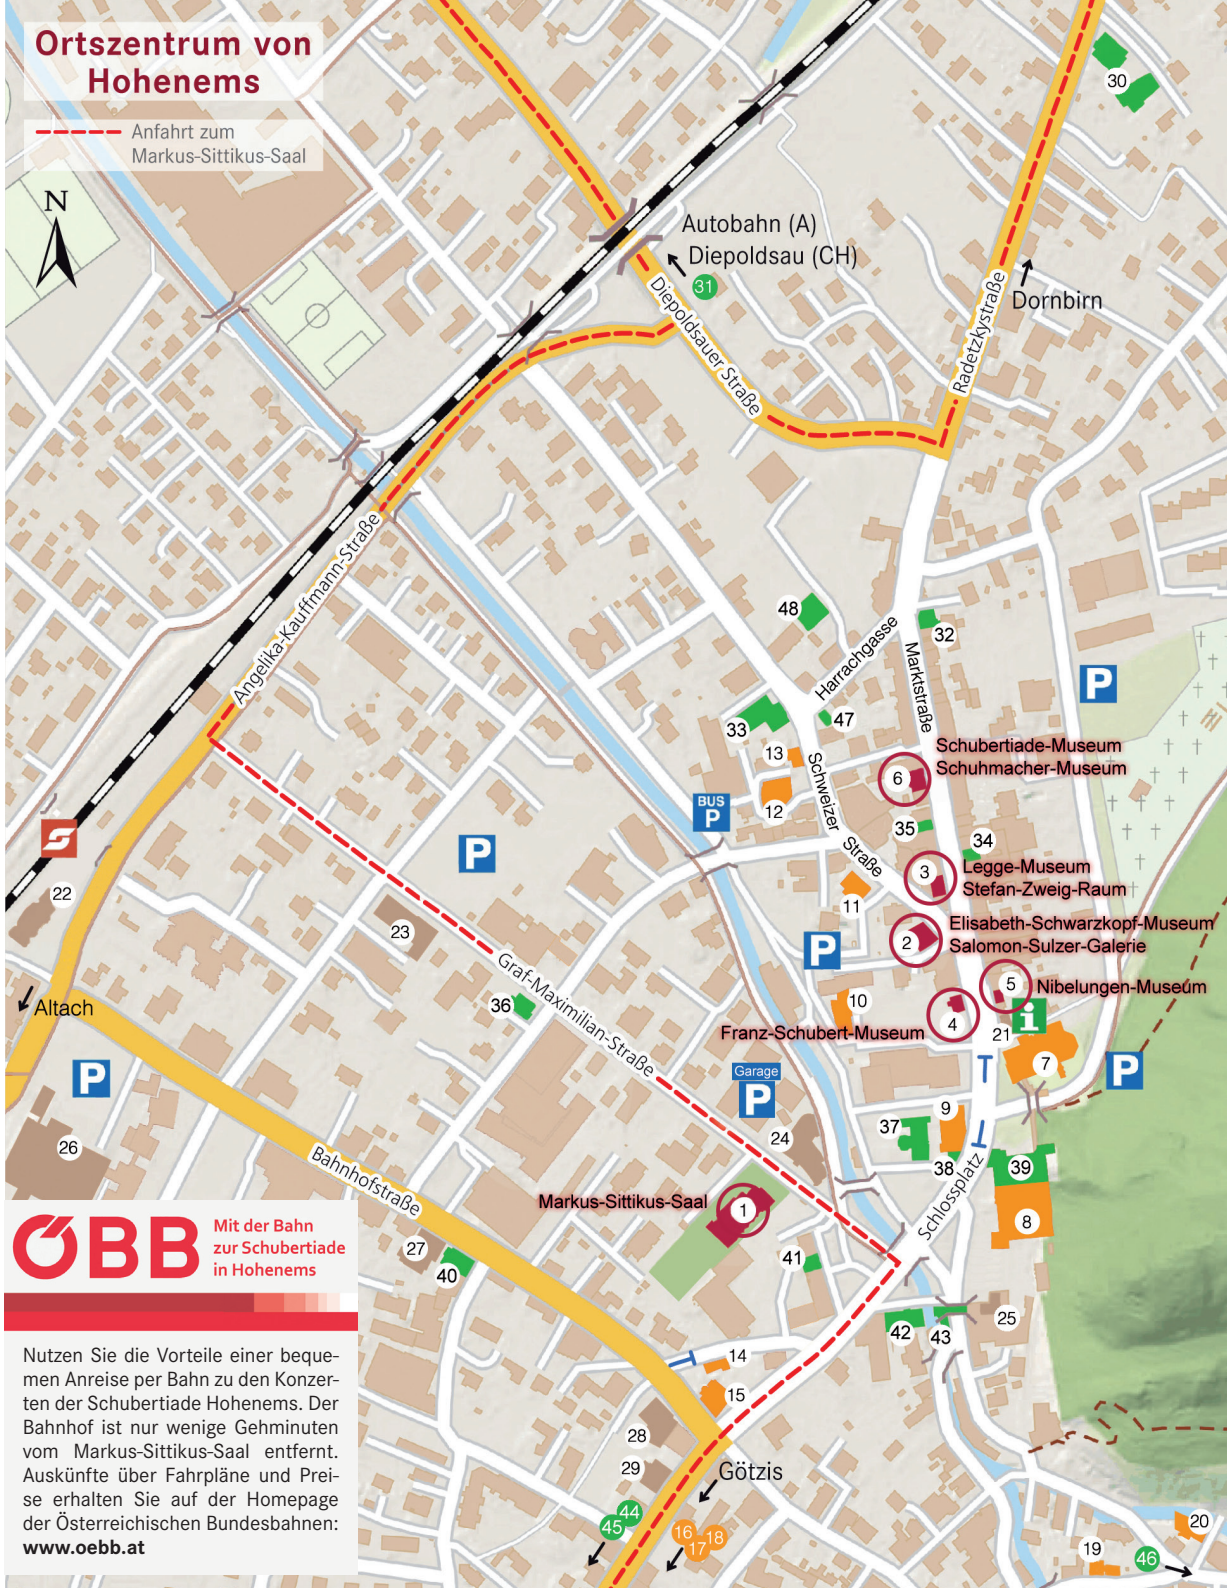 Ortszentrum von
Hohenems
Anfahrt zum
Markus-Sittikus-Saal
N
30
Autobahn (A)
Diepoldsau (CH)
31
Dornbirn
Diepoldsauer Straße
Radetzkystraße
Angelika-Kauffmann-Straße
48
32
Harrachgasse
Marktstraße
P
33
47
13
Schweizer
Straße
6
Schubertiade-Museum
Schuhmacher-Museum
12
BUS
P
35
34
P
3
Legge-Museum
Stefan-Zweig-Raum
22
11
23
2
Elisabeth-Schwarzkopf-Museum
Salomon-Sulzer-Galerie
P
Graf-Maximilian-Straße
5
Nibelungen-Museum
Altach
36
10
4
Franz-Schubert-Museum
i
21
7
P
P
Garage
P
9
37
24
38
26
39
Bahnhofstraße
Schlossplatz
Markus-Sittikus-Saal
1
8
ÖBB
Mit der Bahn
zur Schubertiade
in Hohenems
27
40
41
42
43
25
14
15
Nutzen Sie die Vorteile einer beque-
men Anreise per Bahn zu den Konzer-
ten der Schubertiade Hohenems. Der
Bahnhof ist nur wenige Gehminuten
vom Markus-Sittikus-Saal entfernt.
Auskünfte über Fahrpläne und Prei-
se erhalten Sie auf der Homepage
der Österreichischen Bundesbahnen:
www.oebb.at
28
29
Götzis
44
45
16
17
18
19
20
46